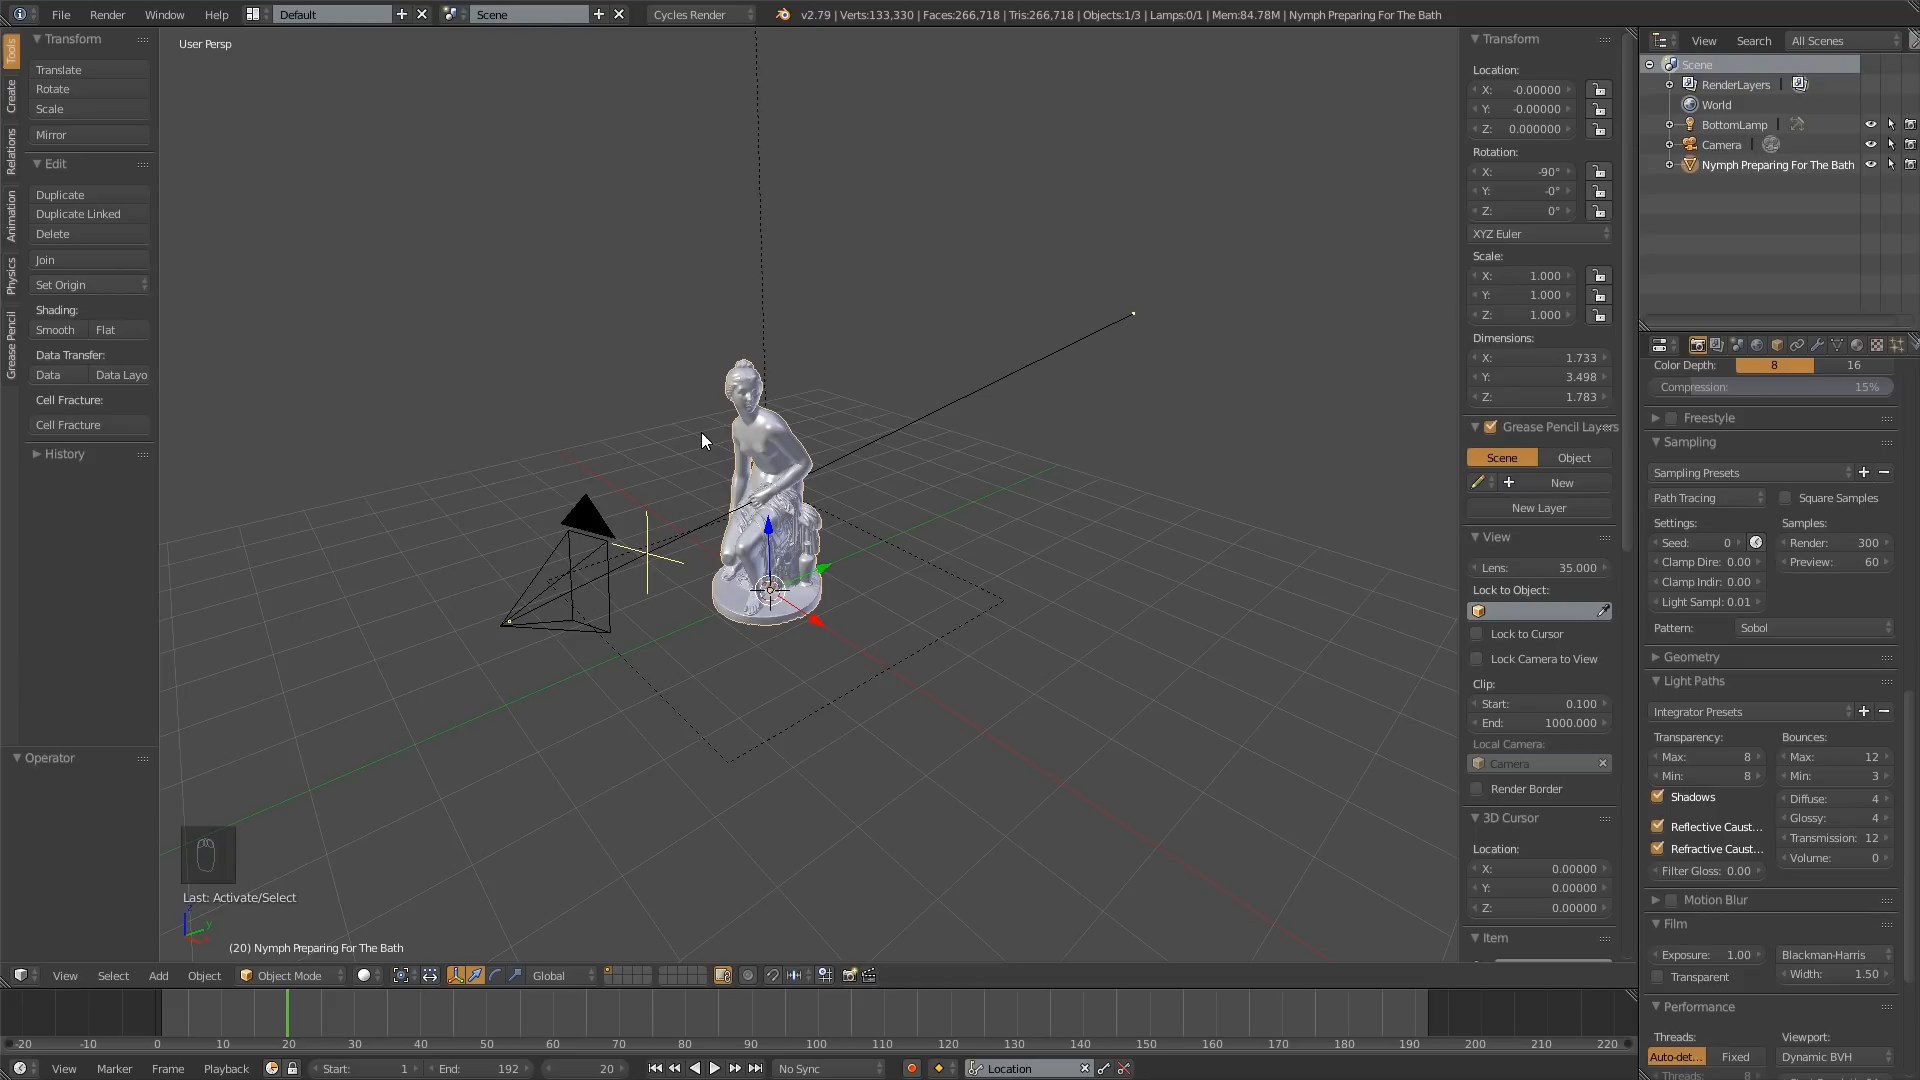 File Render Window Help Default Scene Cycles Render v2.79 | Verts:133,330 | Faces:266,718 | Tris:266,718 | Objects:1/3 | Lamps:0/1 | Mem:84.78M | Nymph Preparing For The Bath
Tools
Create
Relations
Animation
Physics
Grease Pencil
Transform
Translate
Rotate
Scale
Mirror
Edit
Duplicate
Duplicate Linked
Delete
Join
Set Origin
Shading:
Smooth Flat
Data Transfer:
Data Data Layo
Cell Fracture:
Cell Fracture
History
Operator
User Persp
Last: Activate/Select
(20) Nymph Preparing For The Bath
Transform
Location:
X: -0.00000
Y: -0.00000
Z: 0.000000
Rotation:
X: -90°
Y: -0°
Z: 0°
XYZ Euler
Scale:
X: 1.000
Y: 1.000
Z: 1.000
Dimensions:
X: 1.733
Y: 3.498
Z: 1.783
Grease Pencil Layers
Scene Object
New
New Layer
View
Lens: 35.000
Lock to Object:
Lock to Cursor
Lock Camera to View
Clip:
Start: 0.100
End: 1000.000
Local Camera:
Camera
Render Border
3D Cursor
Location:
X: 0.00000
Y: 0.00000
Z: 0.00000
Item
View Search All Scenes
Scene
RenderLayers
World
BottomLamp
Camera
Nymph Preparing For The Bath
Color Depth: 8 16
Compression: 15%
Freestyle
Sampling
Sampling Presets
Path Tracing Square Samples
Settings: Samples:
Seed: 0 Render: 300
Clamp Dire: 0.00 Preview: 60
Clamp Indir: 0.00
Light Sampl: 0.01
Pattern: Sobol
Geometry
Light Paths
Integrator Presets
Transparency: Bounces:
Max: 8 Max: 12
Min: 8 Min: 3
Shadows Diffuse: 4
Glossy: 4
Reflective Caust...
Transmission: 12
Refractive Caust...
Volume: 0
Filter Gloss: 0.00
Motion Blur
Film
Exposure: 1.00 Blackman-Harris
Transparent Width: 1.50
Performance
Threads: Viewport:
Auto-det... Fixed Dynamic BVH
Threads: 8
View Select Add Object Object Mode Global
-20 -10 0 10 20 30 40 50 60 70 80 90 100 110 120 130 140 150 160 170 180 190 200 210 220
View Marker Frame Playback Start: 1 End: 192 20 No Sync Location